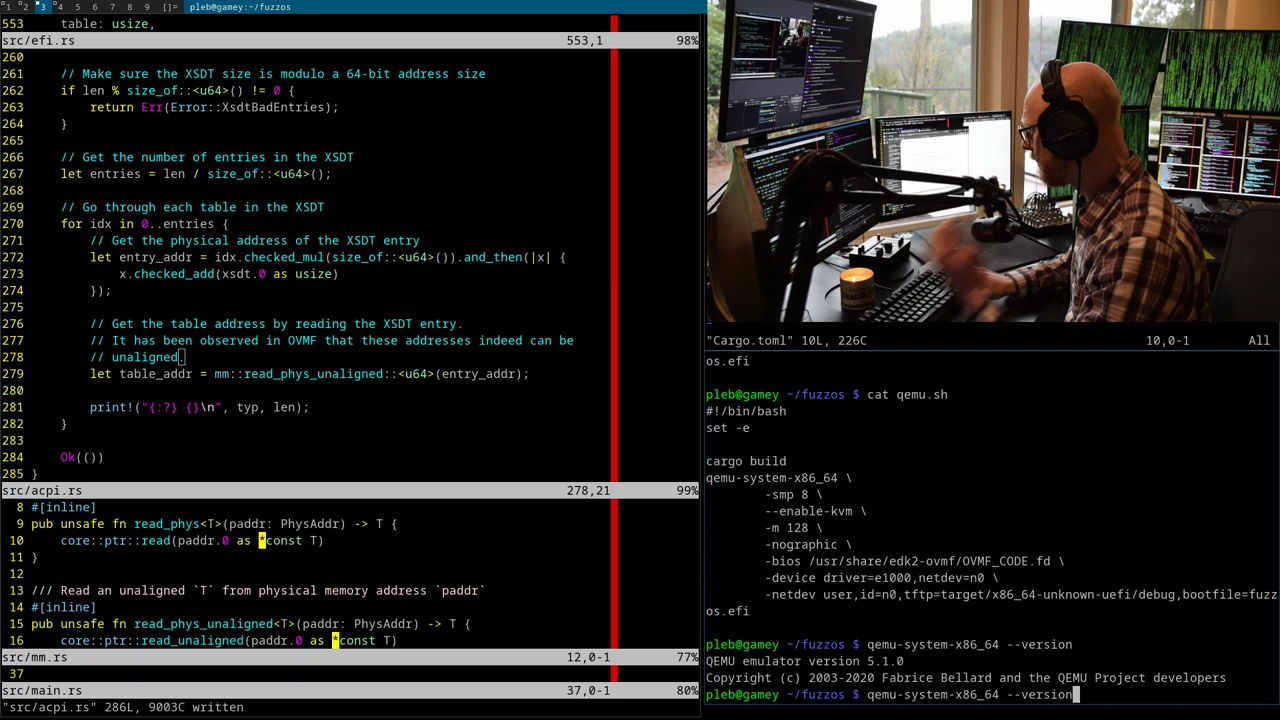 1 2 3 4 5 6 7 8 9 []= pleb@gamey:~/fuzzos
553     table: usize,
src/efi.rs 553,1 98%
260
261     // Make sure the XSDT size is modulo a 64-bit address size
262     if len % size_of::<u64>() != 0 {
263         return Err(Error::XsdtBadEntries);
264     }
265
266     // Get the number of entries in the XSDT
267     let entries = len / size_of::<u64>();
268
269     // Go through each table in the XSDT
270     for idx in 0..entries {
271         // Get the physical address of the XSDT entry
272         let entry_addr = idx.checked_mul(size_of::<u64>()).and_then(|x| {
273             x.checked_add(xsdt.0 as usize)
274         });
275
276         // Get the table address by reading the XSDT entry.
277         // It has been observed in OVMF that these addresses indeed can be
278         // unaligned.
279         let table_addr = mm::read_phys_unaligned::<u64>(entry_addr);
280
281         print!("{:?} {}\n", typ, len);
282     }
283
284     Ok(())
285 }
src/acpi.rs 278,21 99%
8 #[inline]
9 pub unsafe fn read_phys<T>(paddr: PhysAddr) -> T {
10     core::ptr::read(paddr.0 as *const T)
11 }
12
13 /// Read an unaligned `T` from physical memory address `paddr`
14 #[inline]
15 pub unsafe fn read_phys_unaligned<T>(paddr: PhysAddr) -> T {
16     core::ptr::read_unaligned(paddr.0 as *const T)
src/mm.rs 12,0-1 77%
37
src/main.rs 37,0-1 80%
"src/acpi.rs" 286L, 9003C written
"Cargo.toml" 10L, 226C 10,0-1 All
os.efi
pleb@gamey ~/fuzzos $ cat qemu.sh
#!/bin/bash
set -e
cargo build
qemu-system-x86_64 \
        -smp 8 \
        --enable-kvm \
        -m 128 \
        -nographic \
        -bios /usr/share/edk2-ovmf/OVMF_CODE.fd \
        -device driver=e1000,netdev=n0 \
        -netdev user,id=n0,tftp=target/x86_64-unknown-uefi/debug,bootfile=fuzz
os.efi
pleb@gamey ~/fuzzos $ qemu-system-x86_64 --version
QEMU emulator version 5.1.0
Copyright (c) 2003-2020 Fabrice Bellard and the QEMU Project developers
pleb@gamey ~/fuzzos $ qemu-system-x86_64 --version